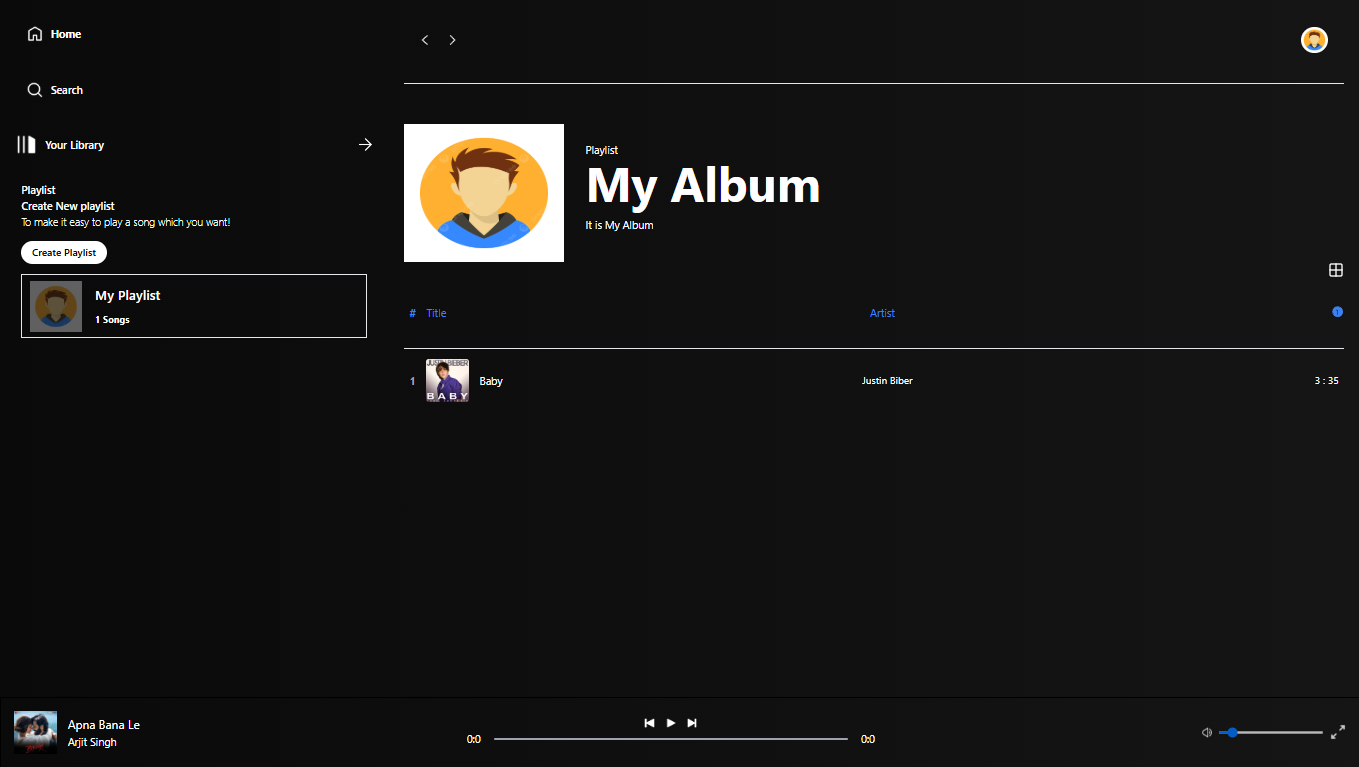 Home
Search
Your Library
Playlist
Create New playlist
To make it easy to play a song which you want!
Create Playlist
My Playlist
1 Songs
Playlist
My Album
It is My Album
# Title Artist
1 Baby Justin Biber 3 : 35
JUSTIN BIEBER
BABY
Apna Bana Le
Arjit Singh
0:0 0:0